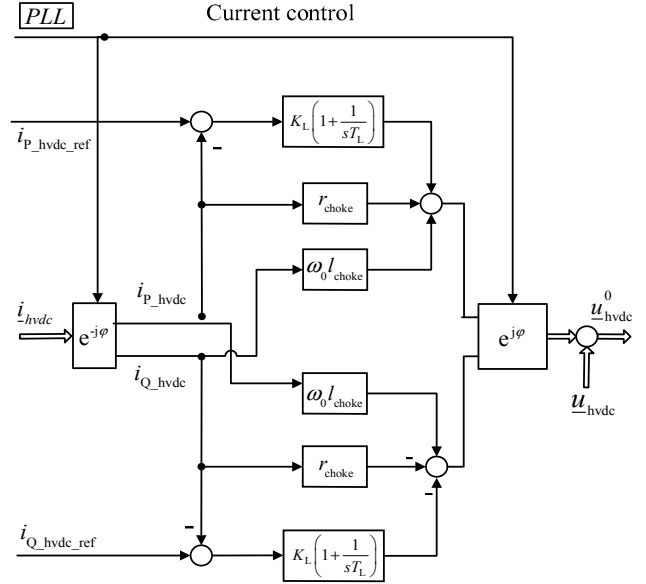 PLL
Current control
i_P_hvdc_ref
-
K_L(1+1/sT_L)
r_choke
i_P_hvdc
ω_0 l_choke
i_hvdc
e^-jφ
e^jφ
u^0_hvdc
i_Q_hvdc
ω_0 l_choke
u_hvdc
r_choke
-
-
-
i_Q_hvdc_ref
K_L(1+1/sT_L)